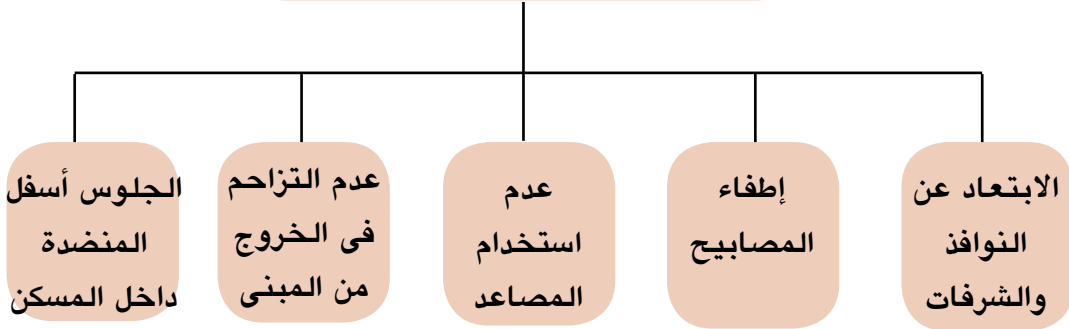 الابتعاد عن
النوافذ
والشرفات
إطفاء
المصابيح
عدم
استخدام
المصاعد
عدم التزاحم
فى الخروج
من المبنى
الجلوس أسفل
المنضدة
داخل المسكن